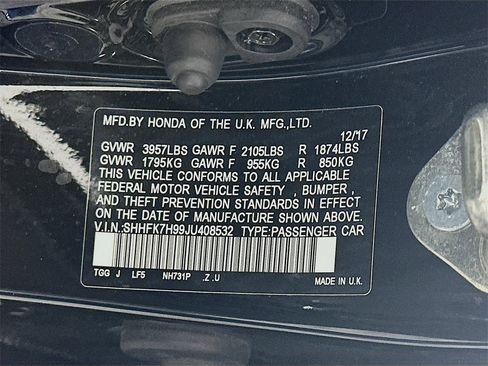 MFD.BY HONDA OF THE U.K. MFG.,LTD.
12/17
GVWR 3957LBS GAWR F 2105LBS R 1874LBS
GVWR 1795KG GAWR F 955KG R 850KG
THIS VEHICLE CONFORMS TO ALL APPLICABLE
FEDERAL MOTOR VEHICLE SAFETY , BUMPER ,
AND THEFT PREVENTION STANDARDS IN EFFECT
ON THE DATE OF MANUFACTURE SHOWN ABOVE.
V.I.N.:SHHFK7H99JU408532 TYPE:PASSENGER CAR
TGG J LF5 NH731P .Z .U MADE IN U.K.